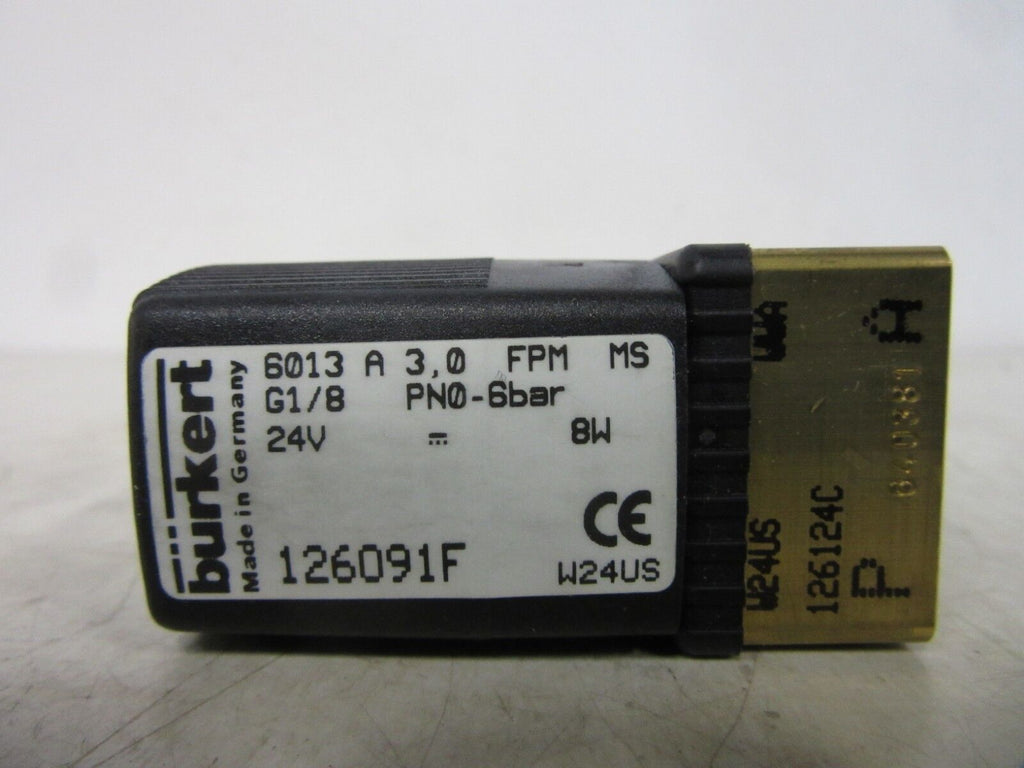 burkert
Made in Germany
6013 A 3,0 FPM MS
G1/8 PN0-6bar
24V ⎓ 8W
CE
126091F
W24US
A
W24US
126124C
P